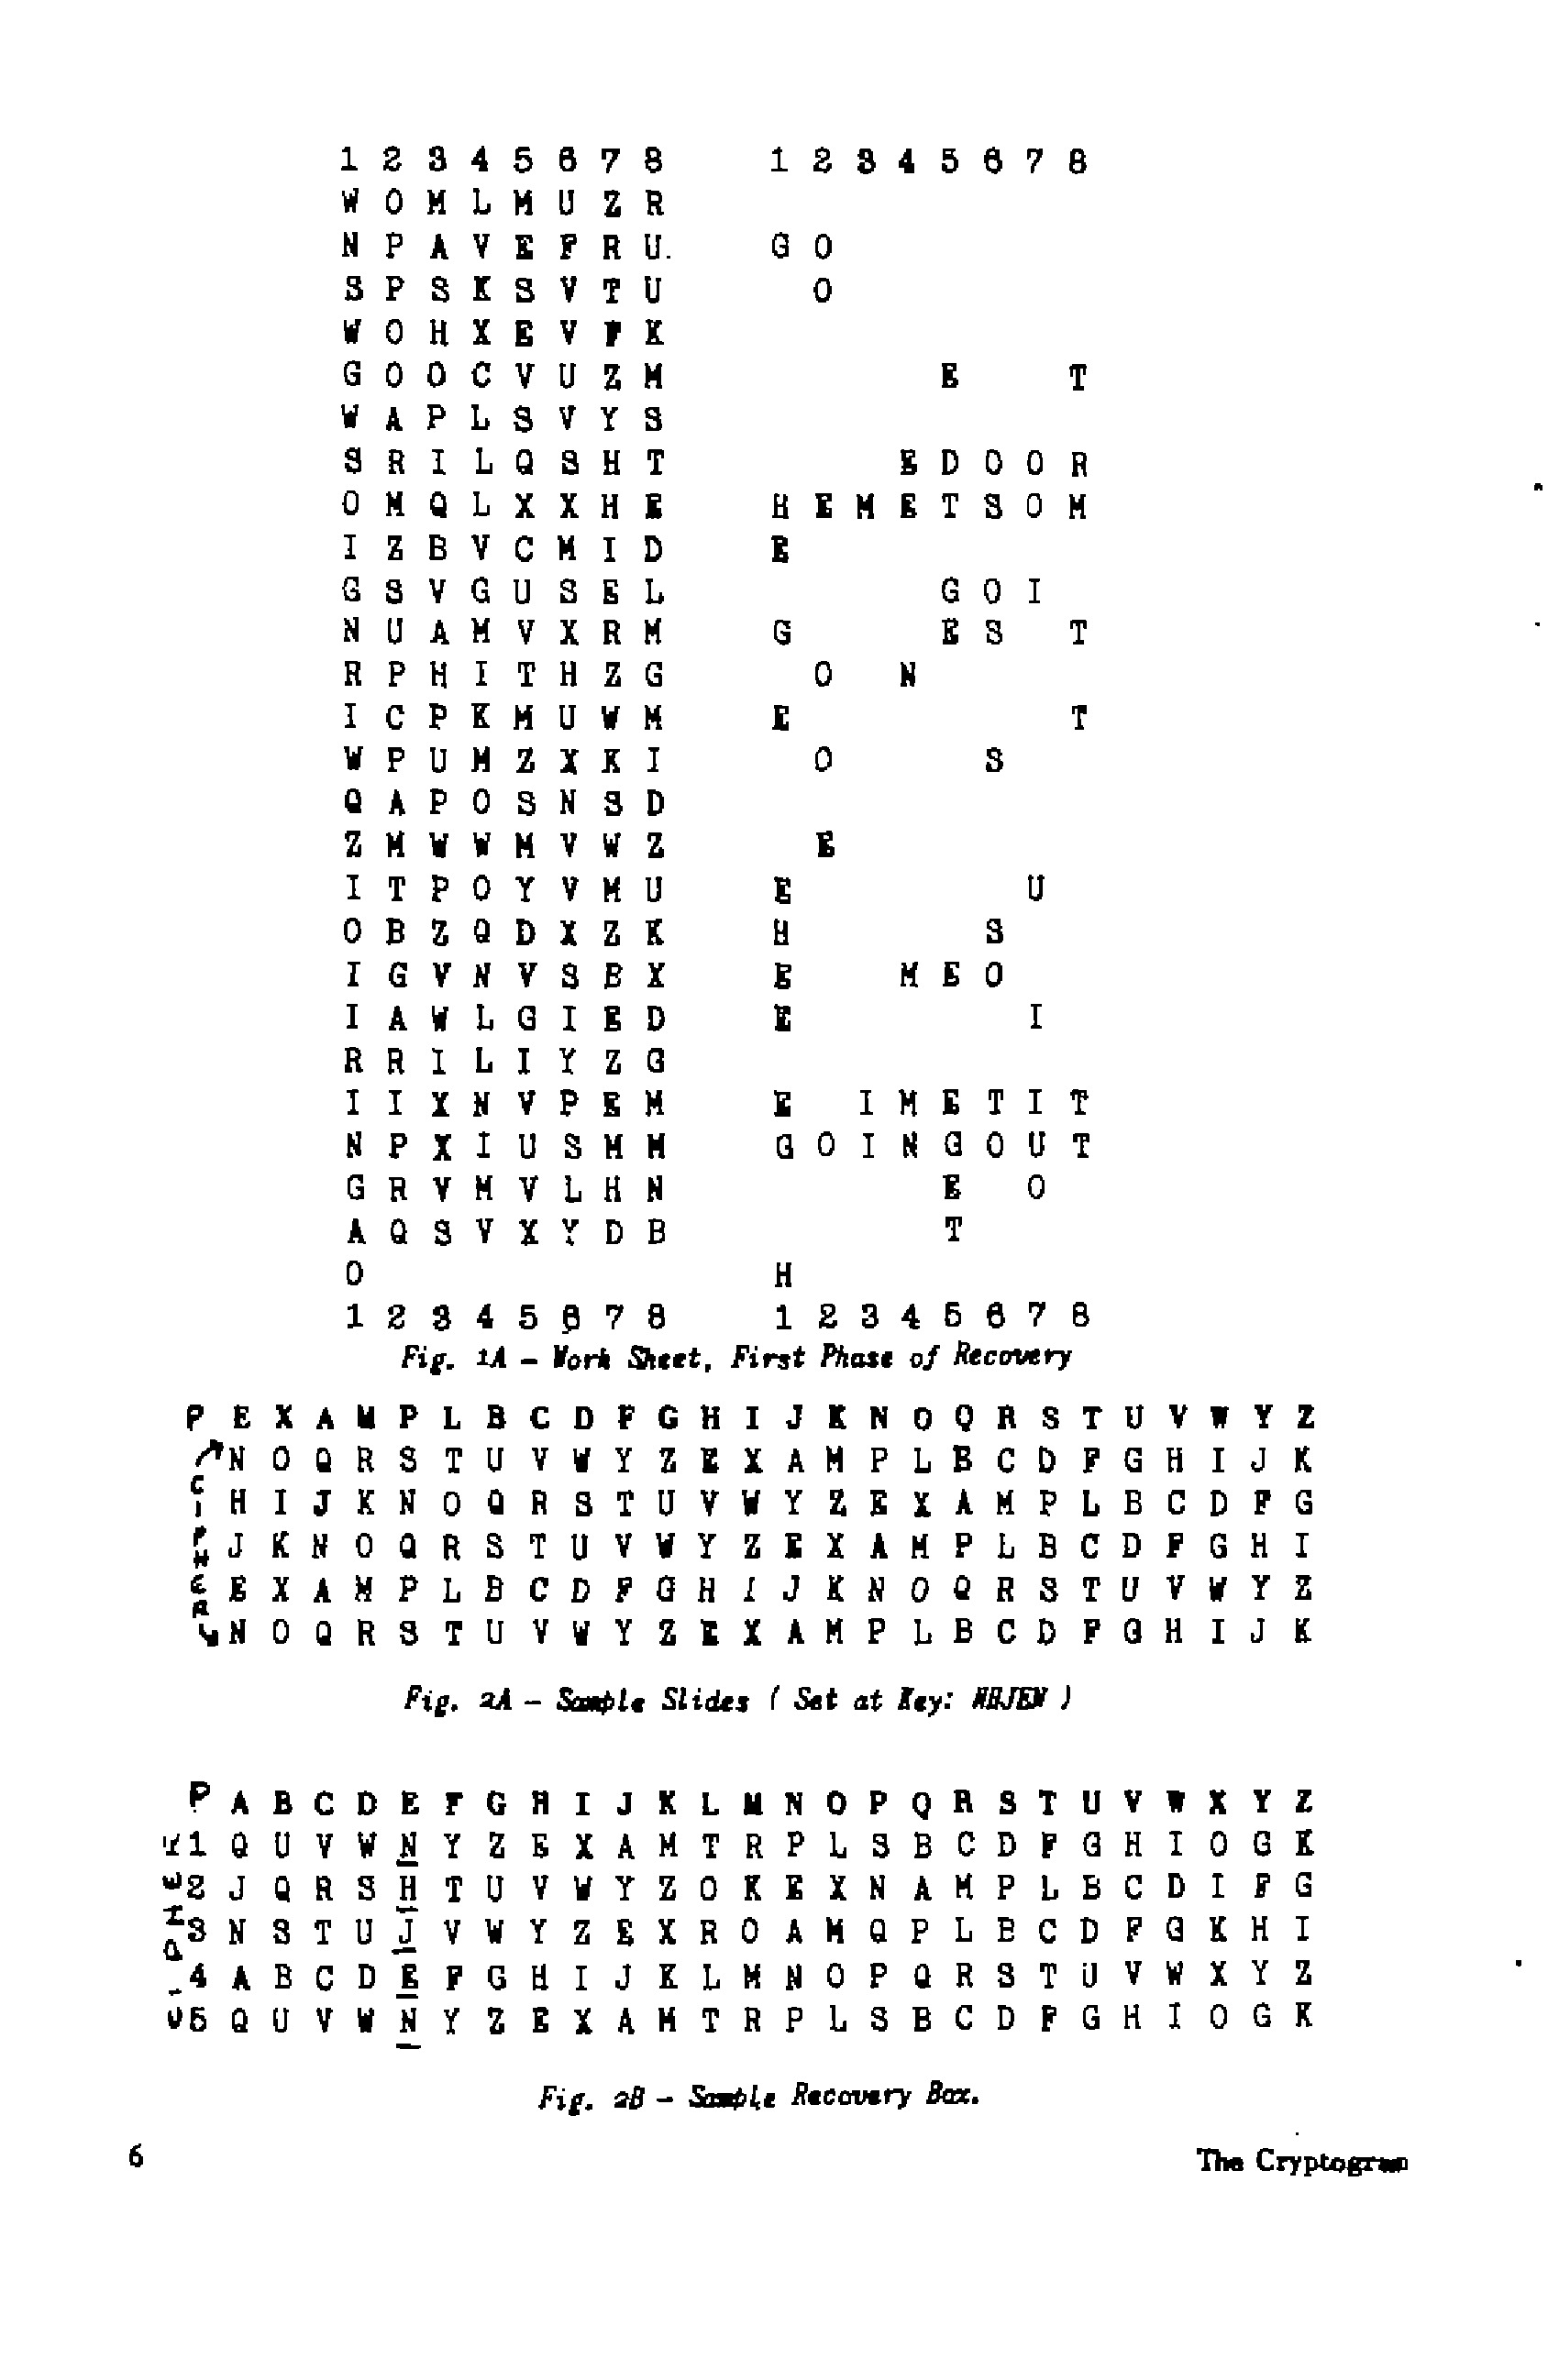 1 2 3 4 5 6 7 8 1 2 3 4 5 6 7 8
W O M L M U Z R
N P A V E F R U. G O
S P S K S V T U O
W O H X E V F K
G O O C V U Z M E T
W A P L S V Y S
S R I L Q S H T E D O O R
O M Q L X X H E H E M E T S O M
I Z B V C M I D E
G S V G U S E L G O I
N U A M V X R M G E S T
R P H I T H Z G O N
I C P K M U W M E T
W P U M Z X K I O S
Q A P O S N S D
Z M W W M V W Z E
I T P O Y V M U E U
O B Z Q D X Z K H S
I G V N V S B X E M E O
I A W L G I E D E I
R R I L I Y Z G
I I X N V P E M E I M E T I T
N P X I U S M M G O I N G O U T
G R V M V L H N E O
A Q S V X Y D B T
O H
1 2 3 4 5 6 7 8 1 2 3 4 5 6 7 8
Fig. 1A - Work Sheet, First Phase of Recovery
P E X A M P L B C D F G H I J K N O Q R S T U V W Y Z
CIPHER
N O Q R S T U V W Y Z E X A M P L B C D F G H I J K
H I J K N O Q R S T U V W Y Z E X A M P L B C D F G
J K N O Q R S T U V W Y Z E X A M P L B C D F G H I
E X A M P L B C D F G H I J K N O Q R S T U V W Y Z
N O Q R S T U V W Y Z E X A M P L B C D F G H I J K
Fig. 2A - Sample Slides ( Set at Key: NHJEN )
P A B C D E F G H I J K L M N O P Q R S T U V W X Y Z
CIPHER
1 Q U V W N Y Z E X A M T R P L S B C D F G H I O G K
2 J Q R S H T U V W Y Z O K E X N A M P L B C D I F G
3 N S T U J V W Y Z E X R O A M Q P L B C D F G K H I
4 A B C D E F G H I J K L M N O P Q R S T U V W X Y Z
5 Q U V W N Y Z E X A M T R P L S B C D F G H I O G K
Fig. 2B - Sample Recovery Box.
6 The Cryptogram